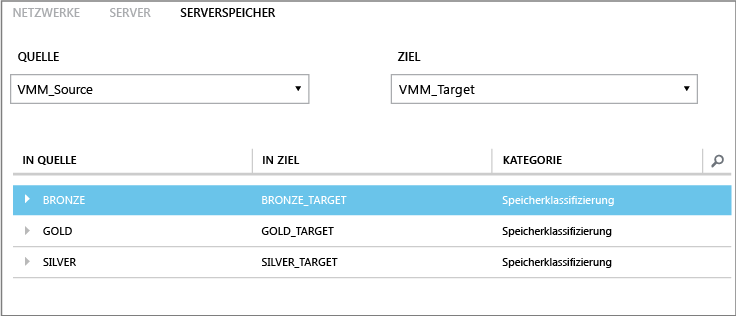 NETZWERKE SERVER SERVERSPEICHER
QUELLE ZIEL
VMM_Source VMM_Target
IN QUELLE IN ZIEL KATEGORIE
BRONZE BRONZE_TARGET Speicherklassifizierung
GOLD GOLD_TARGET Speicherklassifizierung
SILVER SILVER_TARGET Speicherklassifizierung